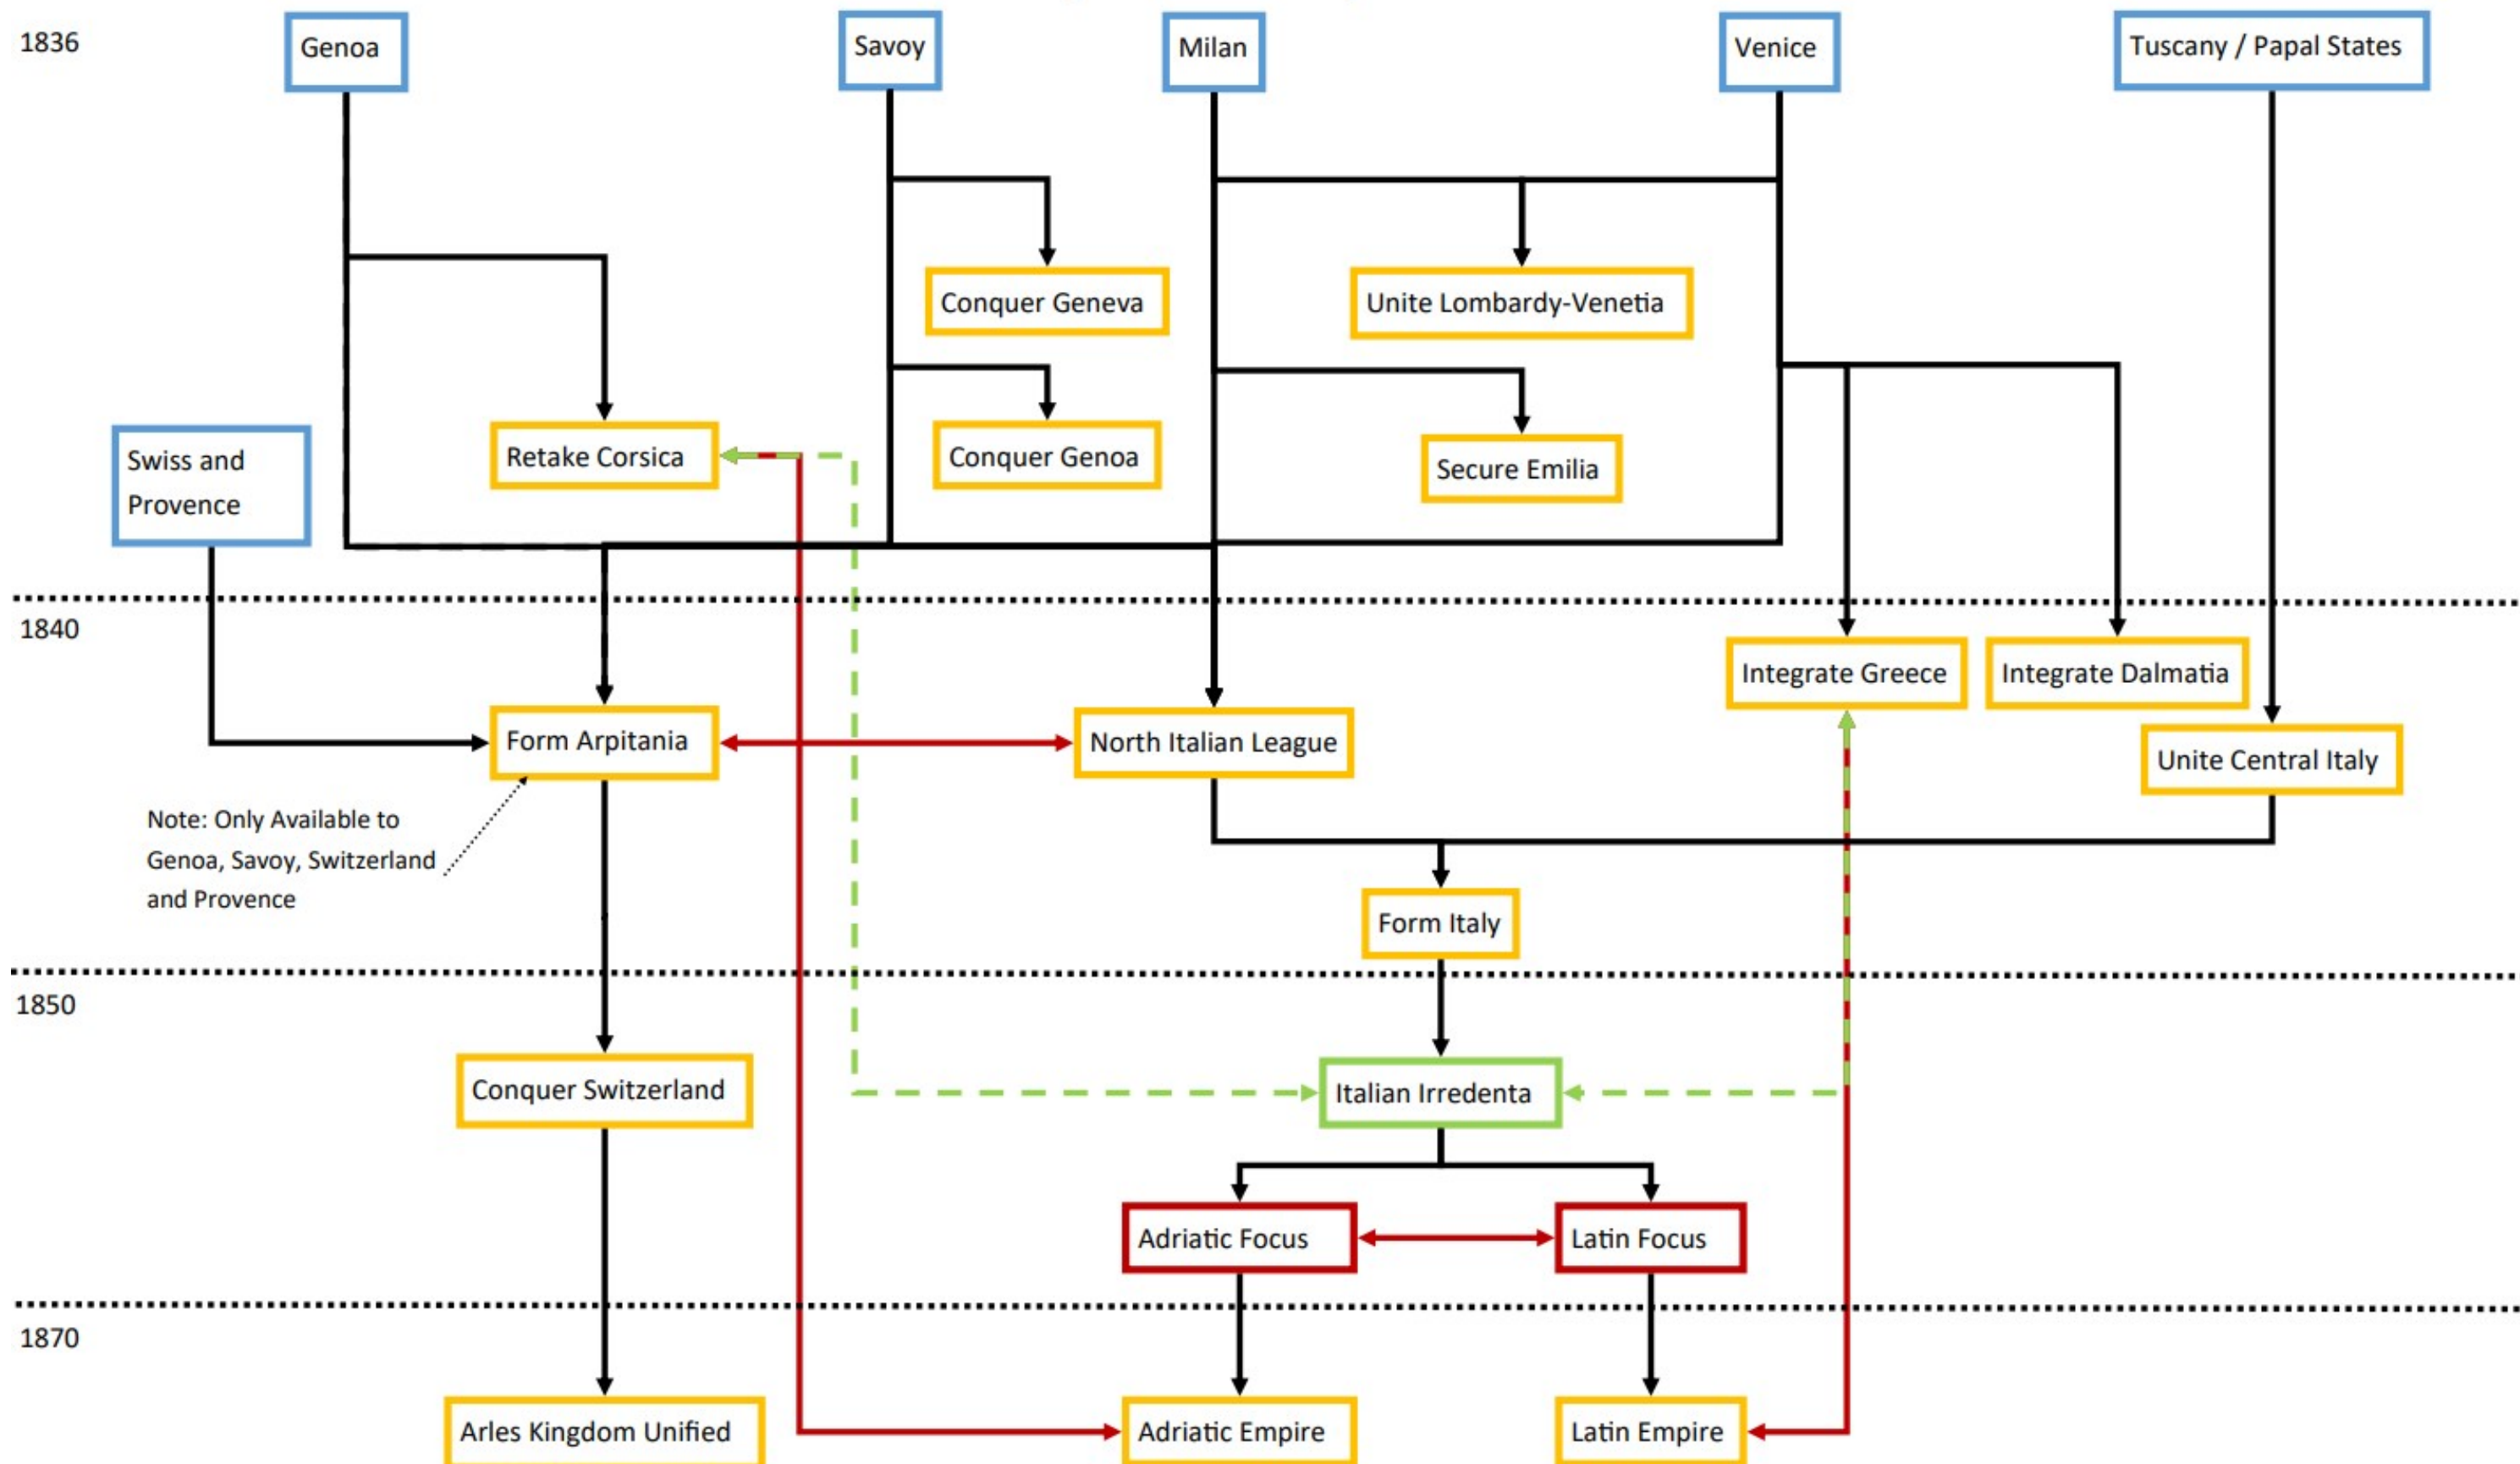 1836
Genoa
Savoy
Milan
Venice
Tuscany / Papal States
Conquer Geneva
Unite Lombardy-Venetia
Swiss and
Provence
Retake Corsica
Conquer Genoa
Secure Emilia
1840
Integrate Greece
Integrate Dalmatia
Form Arpitania
North Italian League
Unite Central Italy
Note: Only Available to
Genoa, Savoy, Switzerland
and Provence
Form Italy
1850
Conquer Switzerland
Italian Irredenta
Adriatic Focus
Latin Focus
1870
Arles Kingdom Unified
Adriatic Empire
Latin Empire